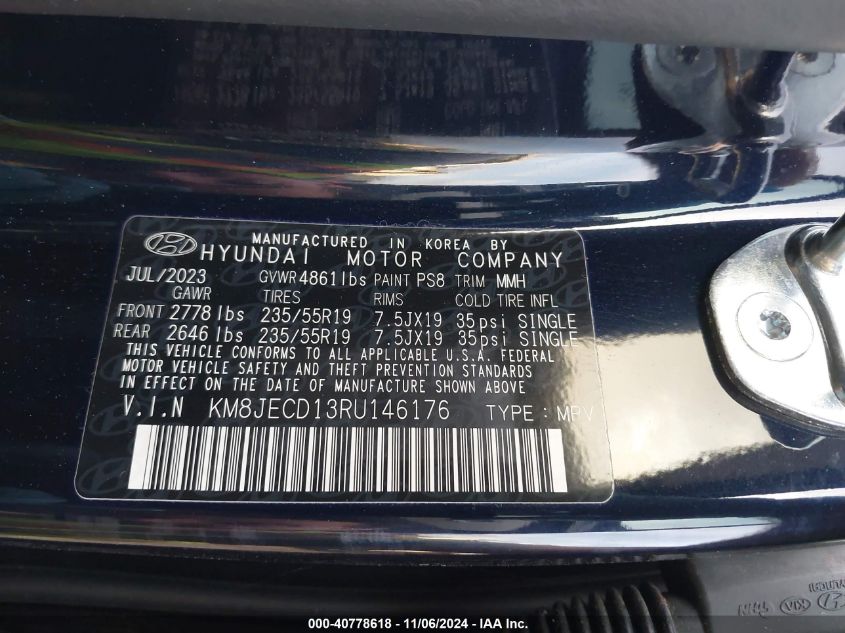 MANUFACTURED IN KOREA BY
HYUNDAI MOTOR COMPANY
JUL/2023 GVWR 4861 lbs PAINT PS8 TRIM MMH
GAWR TIRES RIMS COLD TIRE INFL
FRONT 2778 lbs 235/55R19 7.5JX19 35psi SINGLE
REAR 2646 lbs 235/55R19 7.5JX19 35psi SINGLE
THIS VEHICLE CONFORMS TO ALL APPLICABLE U.S.A. FEDERAL
MOTOR VEHICLE SAFETY AND THEFT PREVENTION STANDARDS
IN EFFECT ON THE DATE OF MANUFACTURE SHOWN ABOVE
V.I.N KM8JECD13RU146176 TYPE : MPV
000-40778618 - 11/06/2024 - IAA Inc.